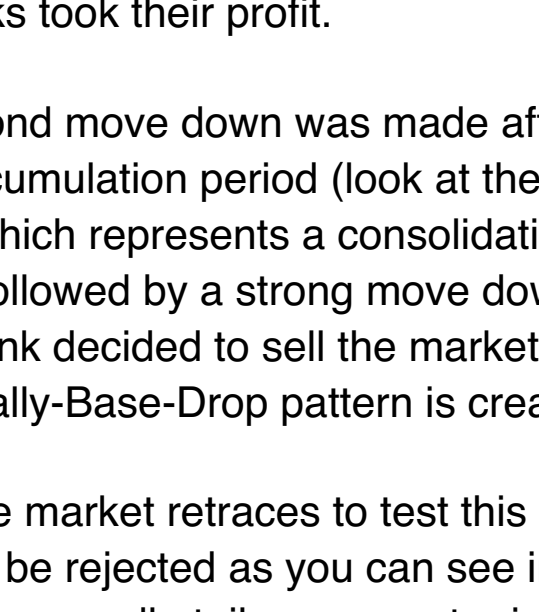 ks took their profit.
ond move down was made aft
cumulation period (look at the
hich represents a consolidati
ollowed by a strong move dow
nk decided to sell the market
ally-Base-Drop pattern is crea
e market retraces to test this
be rejected as you can see i